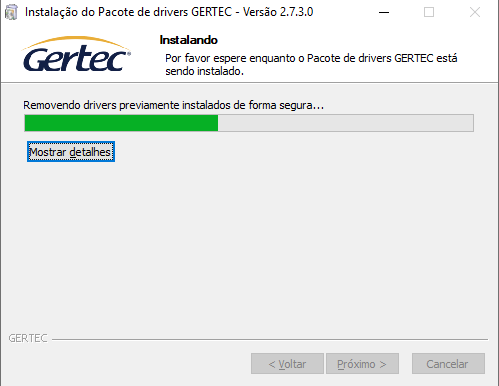 Instalação do Pacote de drivers GERTEC - Versão 2.7.3.0
Gertec
Instalando
Por favor espere enquanto o Pacote de drivers GERTEC está
sendo instalado.
Removendo drivers previamente instalados de forma segura...
Mostrar detalhes
GERTEC
< Voltar
Próximo >
Cancelar